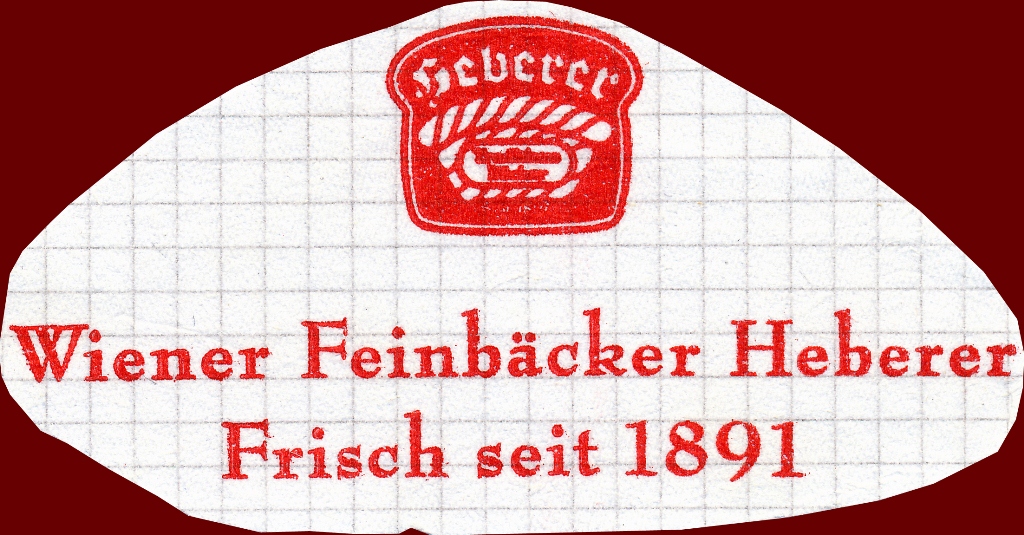 Heberer
Wiener Feinbäcker Heberer
Frisch seit 1891